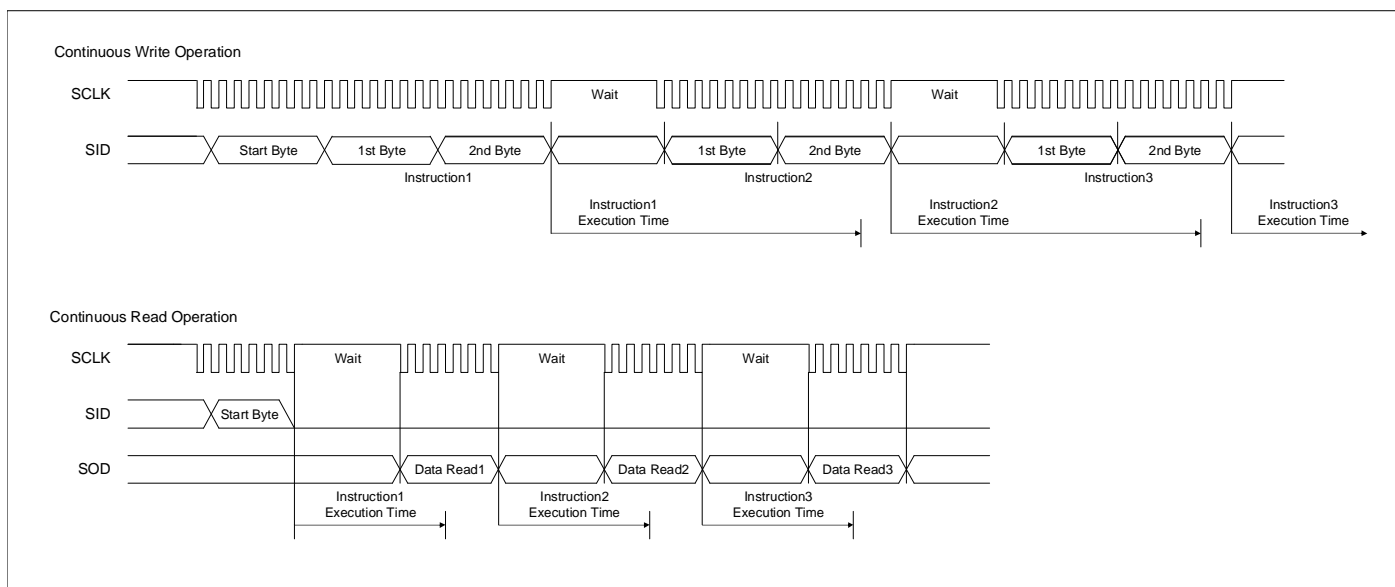 Continuous Write Operation
SCLK
Wait
Wait
SID
Start Byte
1st Byte
2nd Byte
1st Byte
2nd Byte
1st Byte
2nd Byte
Instruction1
Instruction2
Instruction3
Instruction1
Execution Time
Instruction2
Execution Time
Instruction3
Execution Time
Continuous Read Operation
SCLK
Wait
Wait
Wait
SID
Start Byte
SOD
Data Read1
Data Read2
Data Read3
Instruction1
Execution Time
Instruction2
Execution Time
Instruction3
Execution Time